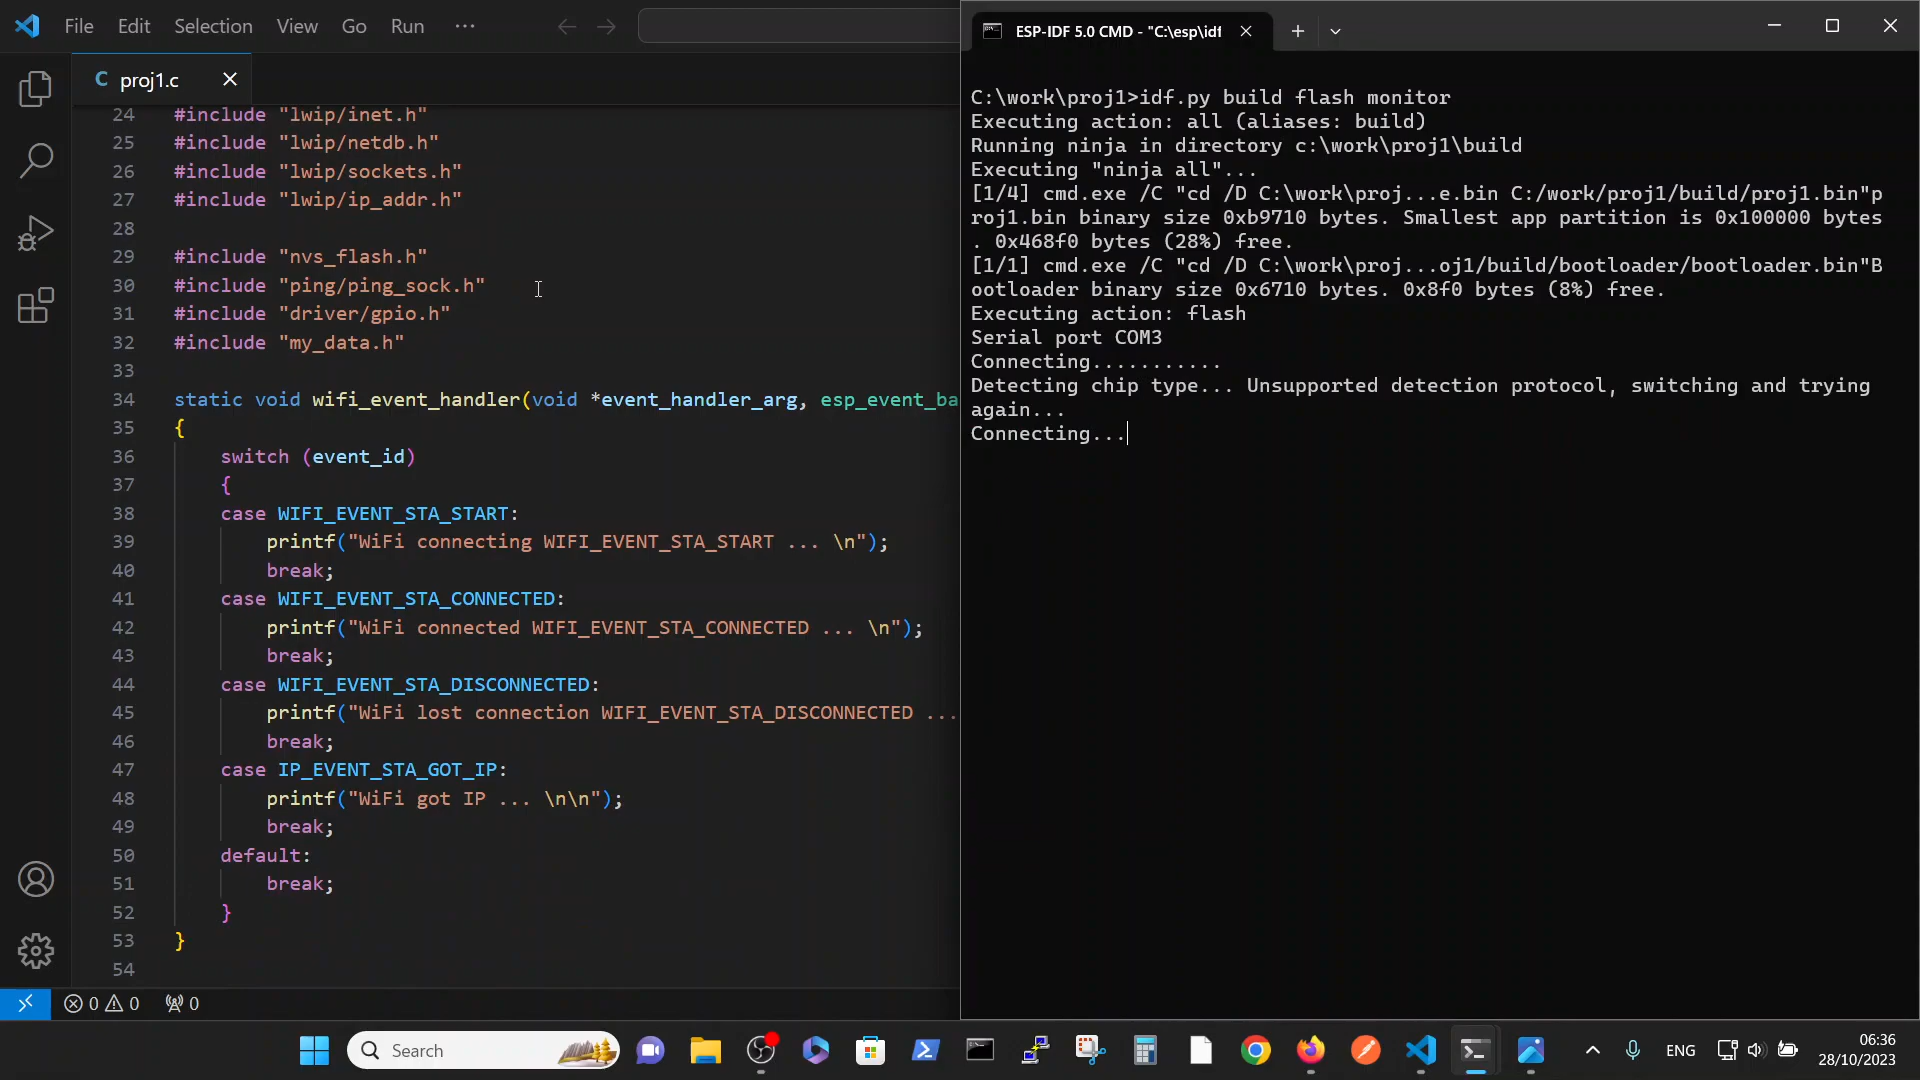 File Edit Selection View Go Run ...
C proj1.c
24 #include "lwip/inet.h"
25 #include "lwip/netdb.h"
26 #include "lwip/sockets.h"
27 #include "lwip/ip_addr.h"
28
29 #include "nvs_flash.h"
30 #include "ping/ping_sock.h"
31 #include "driver/gpio.h"
32 #include "my_data.h"
33
34 static void wifi_event_handler(void *event_handler_arg, esp_event_ba
35 {
36 switch (event_id)
37 {
38 case WIFI_EVENT_STA_START:
39 printf("WiFi connecting WIFI_EVENT_STA_START ... \n");
40 break;
41 case WIFI_EVENT_STA_CONNECTED:
42 printf("WiFi connected WIFI_EVENT_STA_CONNECTED ... \n");
43 break;
44 case WIFI_EVENT_STA_DISCONNECTED:
45 printf("WiFi lost connection WIFI_EVENT_STA_DISCONNECTED ...
46 break;
47 case IP_EVENT_STA_GOT_IP:
48 printf("WiFi got IP ... \n\n");
49 break;
50 default:
51 break;
52 }
53 }
54
0 0 0
ESP-IDF 5.0 CMD - "C:\esp\idf
C:\work\proj1>idf.py build flash monitor
Executing action: all (aliases: build)
Running ninja in directory c:\work\proj1\build
Executing "ninja all"...
[1/4] cmd.exe /C "cd /D C:\work\proj...e.bin C:/work/proj1/build/proj1.bin"p
roj1.bin binary size 0xb9710 bytes. Smallest app partition is 0x100000 bytes
. 0x468f0 bytes (28%) free.
[1/1] cmd.exe /C "cd /D C:\work\proj...oj1/build/bootloader/bootloader.bin"B
ootloader binary size 0x6710 bytes. 0x8f0 bytes (8%) free.
Executing action: flash
Serial port COM3
Connecting...........
Detecting chip type... Unsupported detection protocol, switching and trying
again...
Connecting...
Search
ENG
06:36
28/10/2023